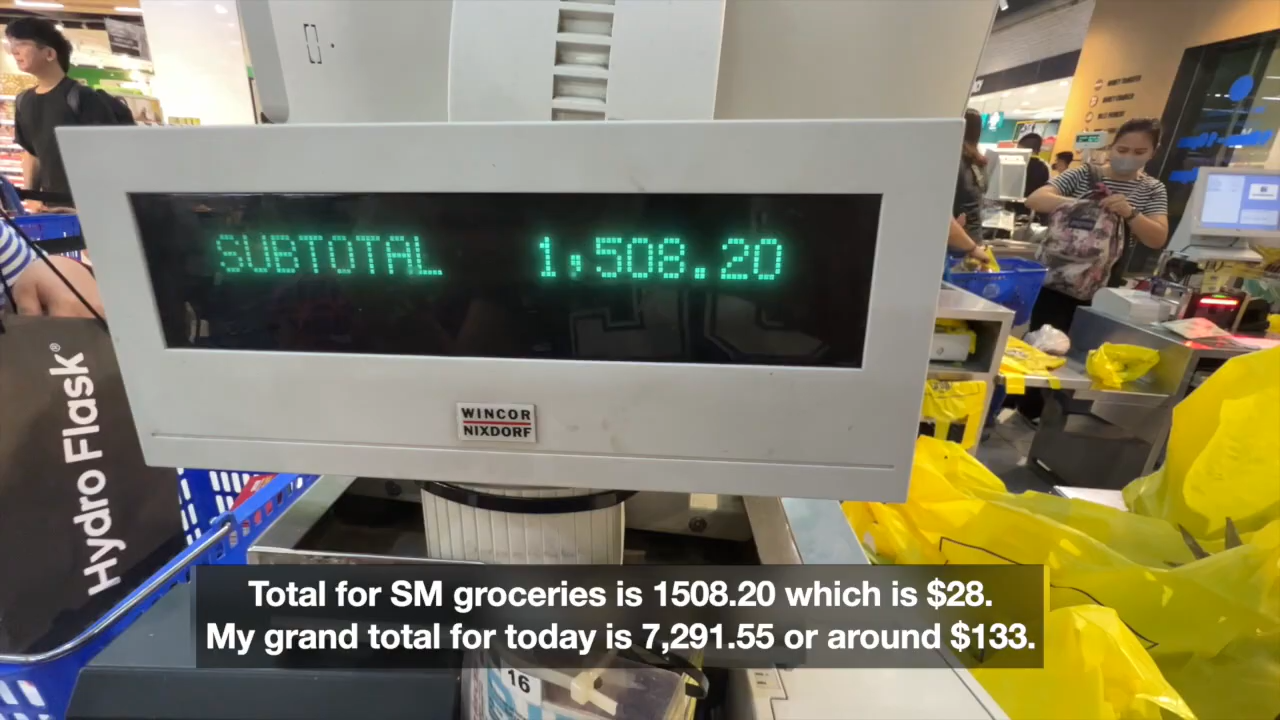 SUBTOTAL 1,508.20
WINCOR
NIXDORF
Hydro Flask®
Total for SM groceries is 1508.20 which is $28.
My grand total for today is 7,291.55 or around $133.
16